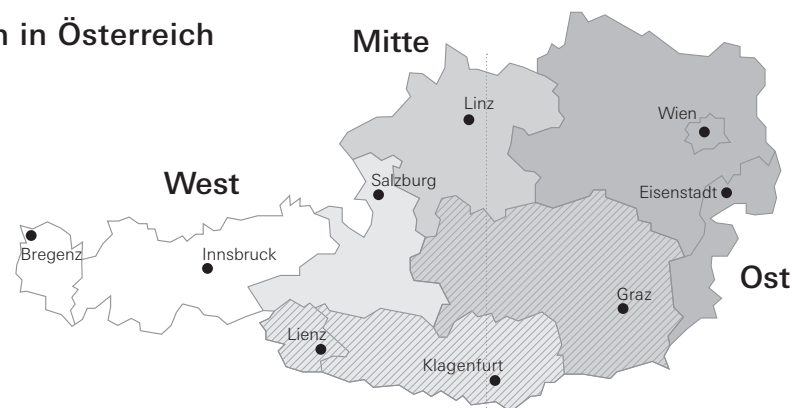 n in Österreich
Mitte
Linz
Wien
West
Salzburg
Eisenstadt
Bregenz
Innsbruck
Ost
Graz
Lienz
Klagenfurt